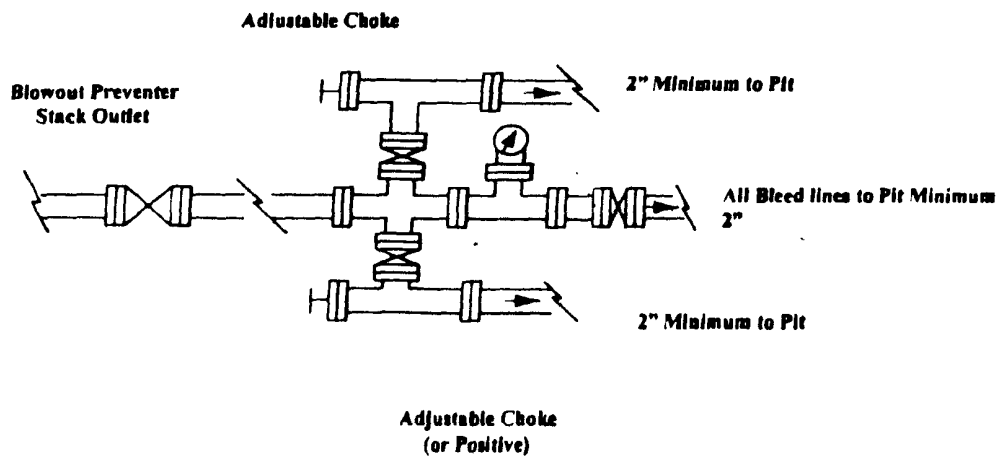 Adjustable Choke
2" Minimum to Pit
Blowout Preventer
Stack Outlet
All Bleed lines to Pit Minimum
2"
2" Minimum to Pit
Adjustable Choke
(or Positive)